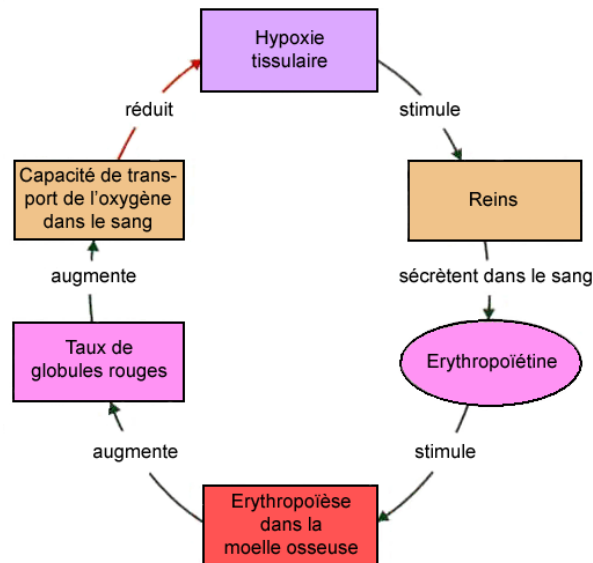 Hypoxie
tissulaire
stimule
Reins
sécrètent dans le sang
Erythropoïétine
stimule
Erythropoïèse
dans la
moelle osseuse
augmente
Taux de
globules rouges
augmente
Capacité de trans-
port de l'oxygène
dans le sang
réduit